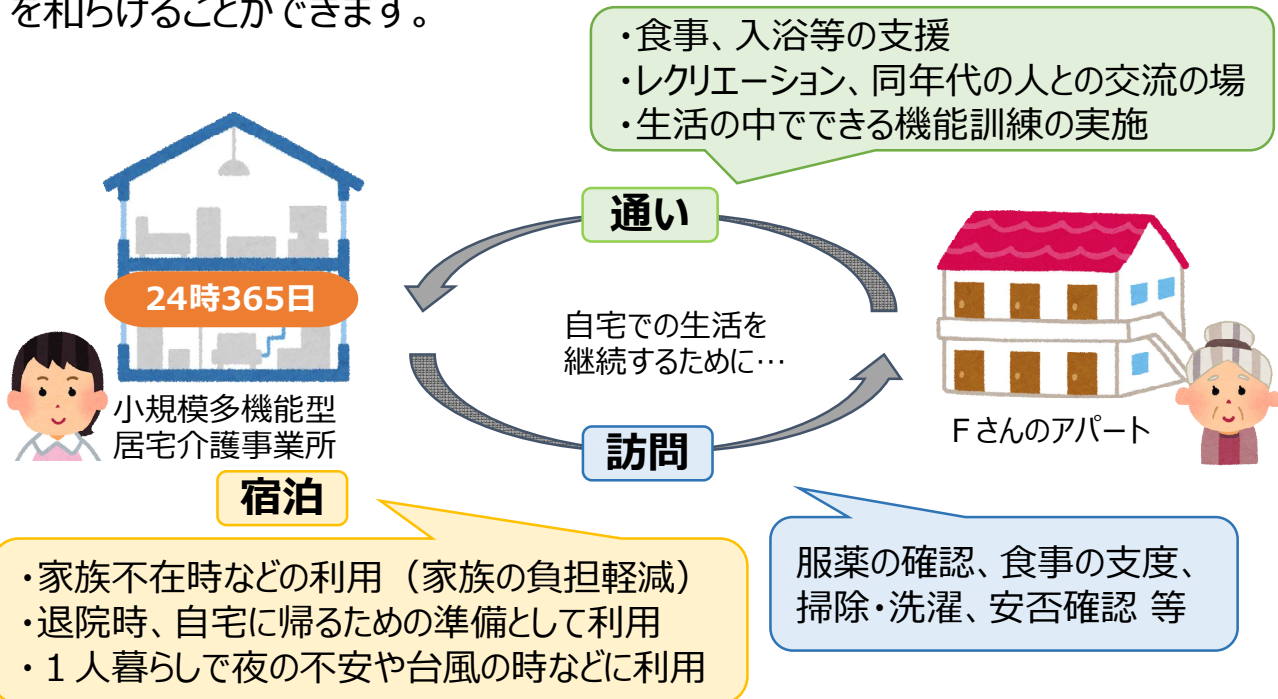 を和らげることができます。
・食事、入浴等の支援
・レクリエーション、同年代の人との交流の場
・生活の中でできる機能訓練の実施
通い
24時365日
自宅での生活を
継続するために…
小規模多機能型
居宅介護事業所
Fさんのアパート
訪問
宿泊
・家族不在時などの利用（家族の負担軽減）
・退院時、自宅に帰るための準備として利用
・１人暮らしで夜の不安や台風の時などに利用
服薬の確認、食事の支度、
掃除・洗濯、安否確認 等